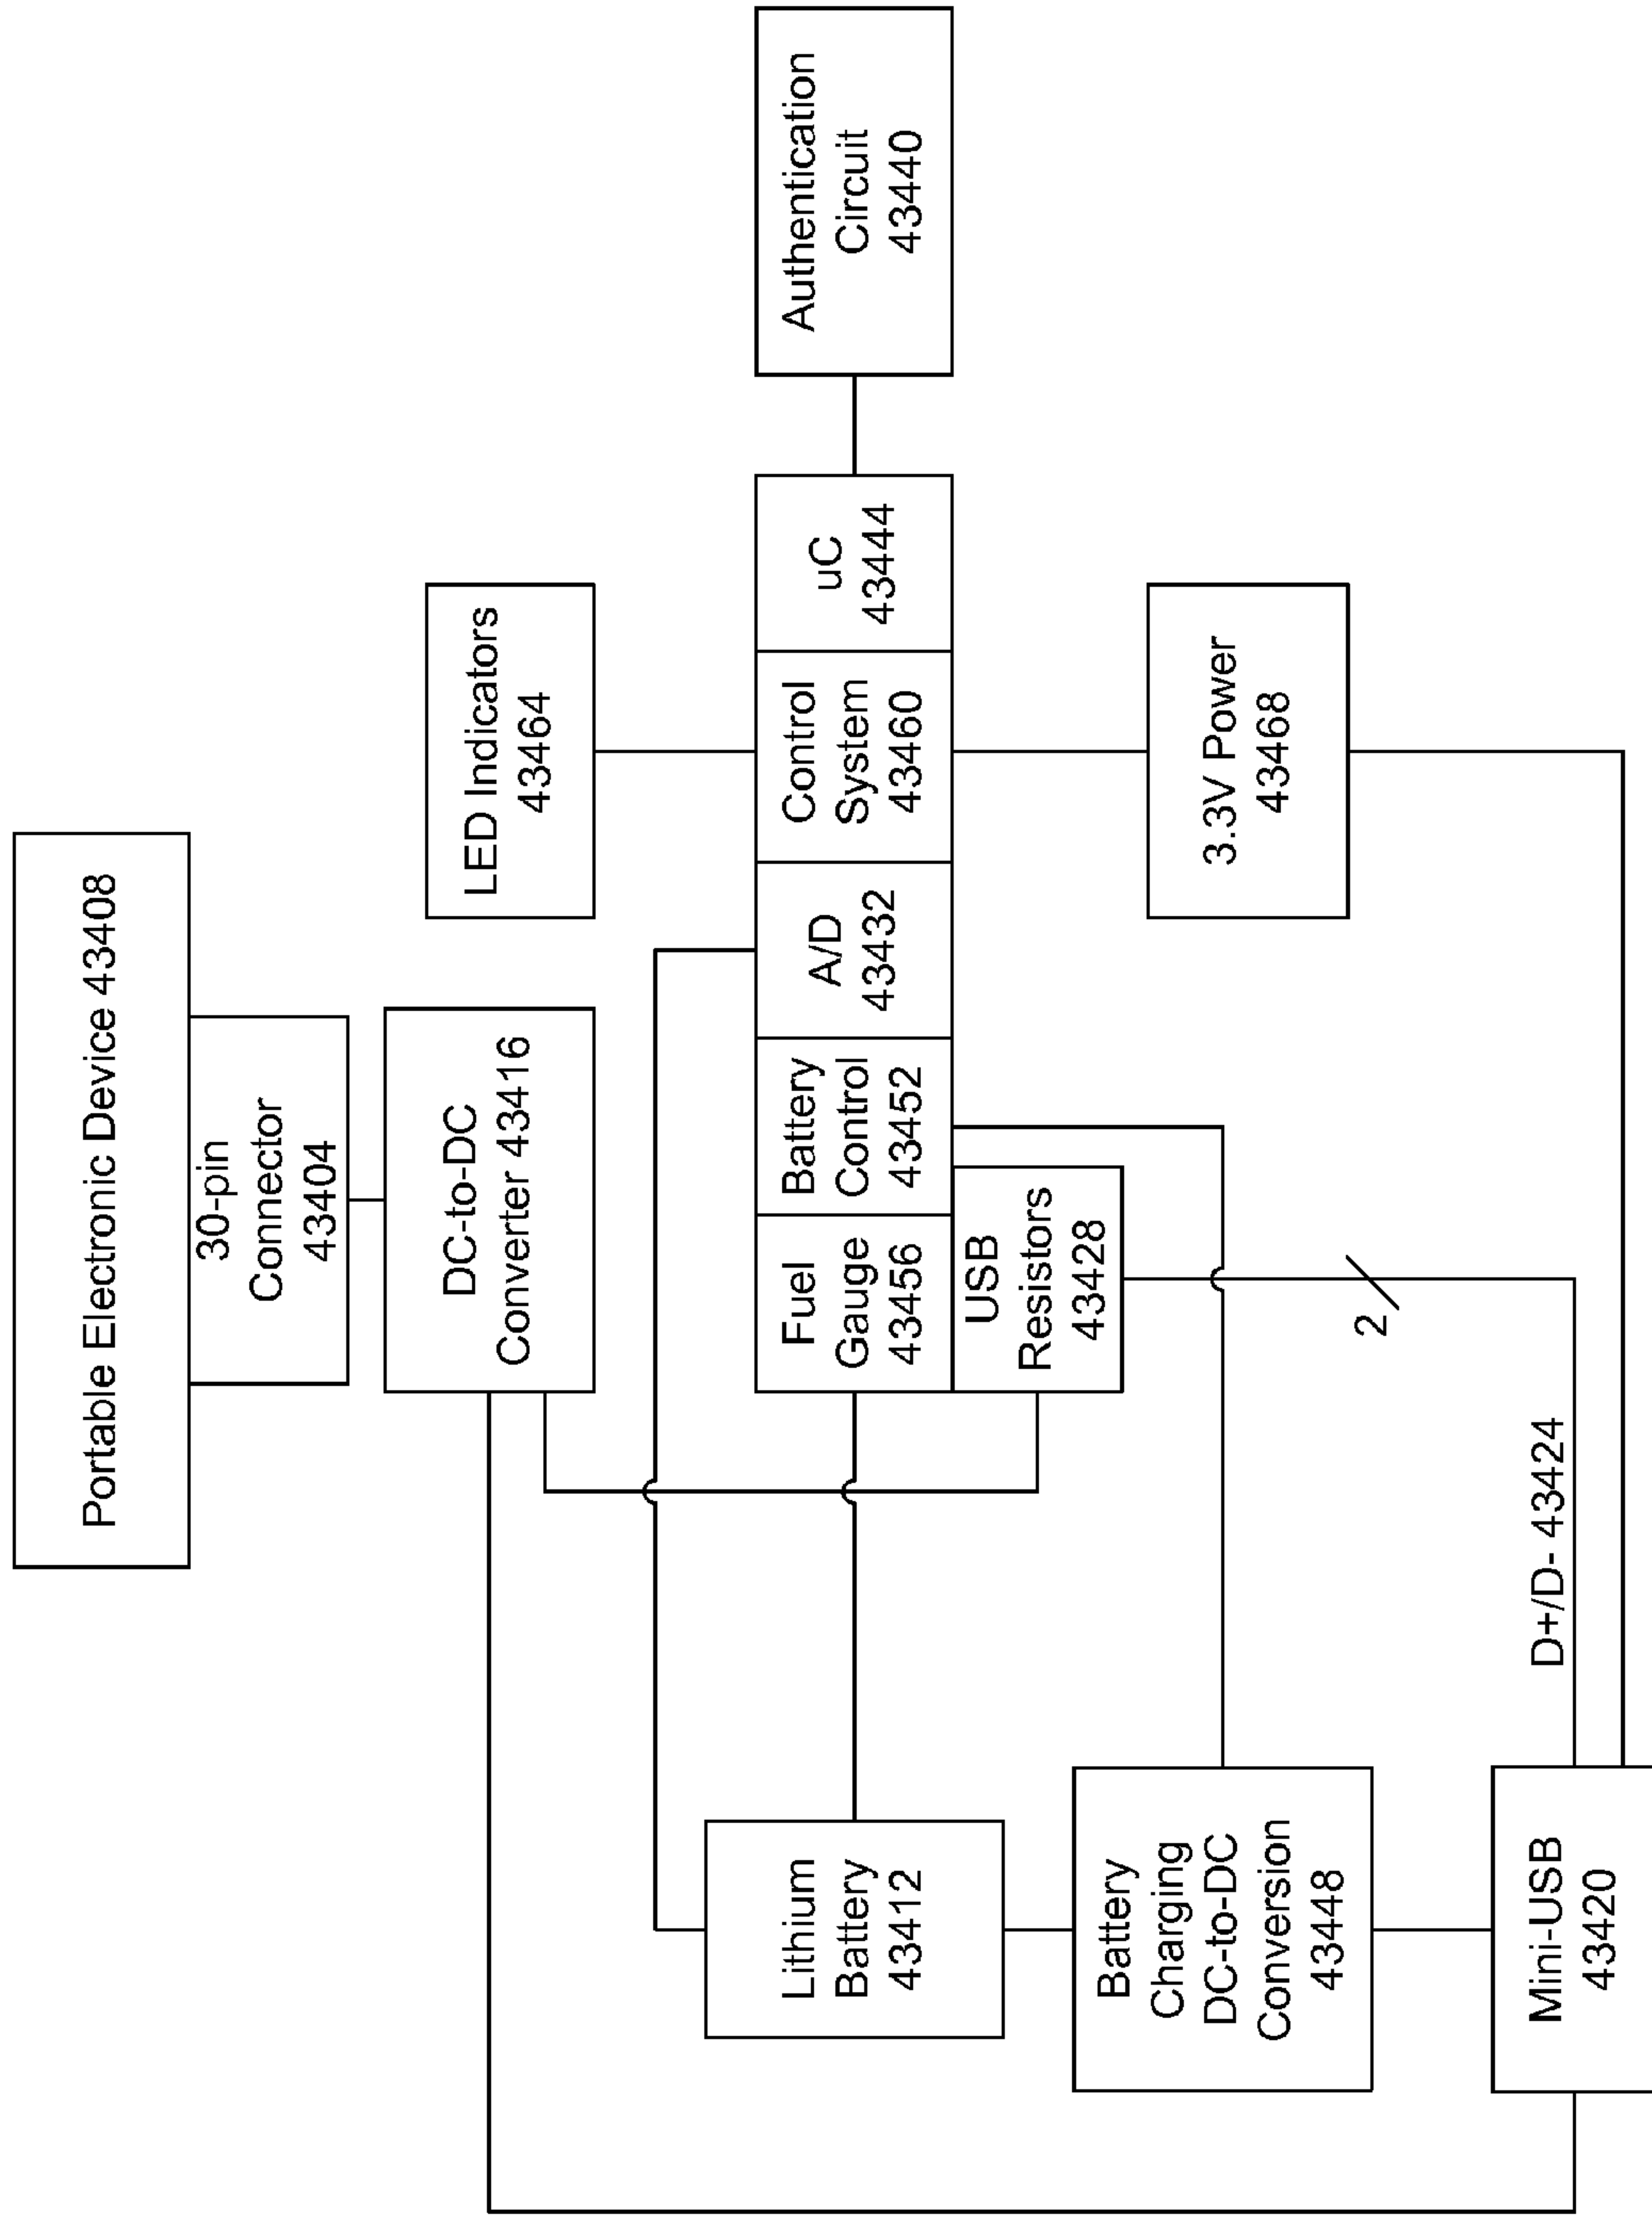 Portable Electronic Device 43408
30-pin
Connector
43404
DC-to-DC
Converter 43416
LED Indicators
43464
Lithium
Battery
43412
Fuel
Gauge
43456
Battery
Control
43452
A/D
43432
Control
System
43460
uC
43444
Authentication
Circuit
43440
USB
Resistors
43428
Battery
Charging
DC-to-DC
Conversion
43448
3.3V Power
43468
2
D+/D- 43424
Mini-USB
43420